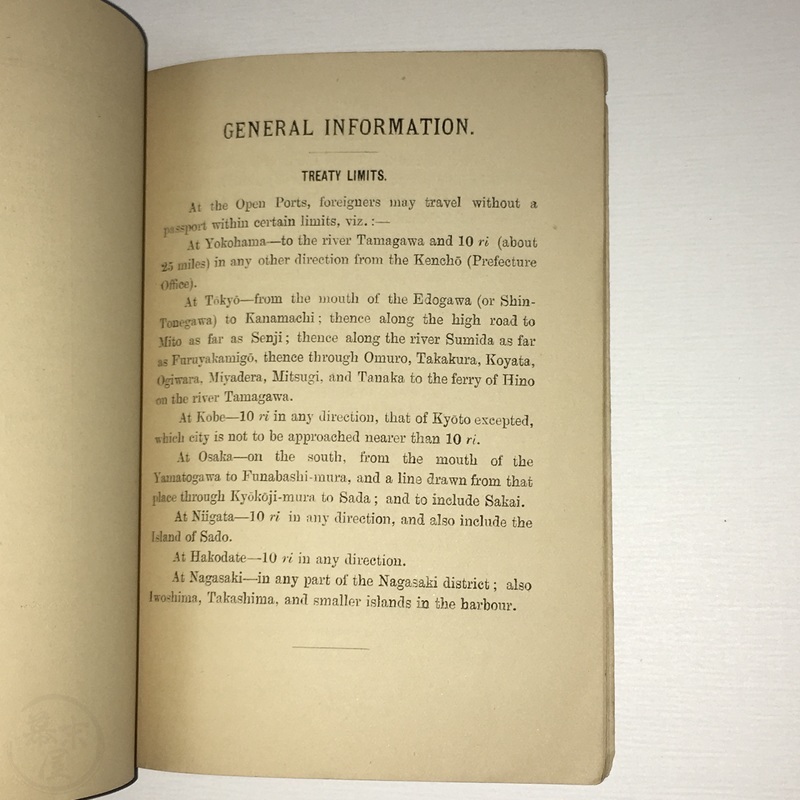 GENERAL INFORMATION.
TREATY LIMITS.
At the Open Ports, foreigners may travel without a
passport within certain limits, viz. :—
At Yokohama—to the river Tamagawa and 10 ri (about
25 miles) in any other direction from the Kenchō (Prefecture
Office).
At Tōkyō—from the mouth of the Edogawa (or Shin-
Tonegawa) to Kanamachi ; thence along the high road to
Mito as far as Senji ; thence along the river Sumida as far
as Furuyakamigō, thence through Omuro, Takakura, Koyata,
Ogiwara, Miyadera, Mitsugi, and Tanaka to the ferry of Hino
on the river Tamagawa.
At Kobe—10 ri in any direction, that of Kyōto excepted,
which city is not to be approached nearer than 10 ri.
At Osaka—on the south, from the mouth of the
Yamatogawa to Funabashi-mura, and a line drawn from that
place through Kyōkōji-mura to Sada ; and to include Sakai.
At Niigata—10 ri in any direction, and also include the
Island of Sado.
At Hakodate—10 ri in any direction.
At Nagasaki—in any part of the Nagasaki district ; also
Iwoshima, Takashima, and smaller islands in the harbour.